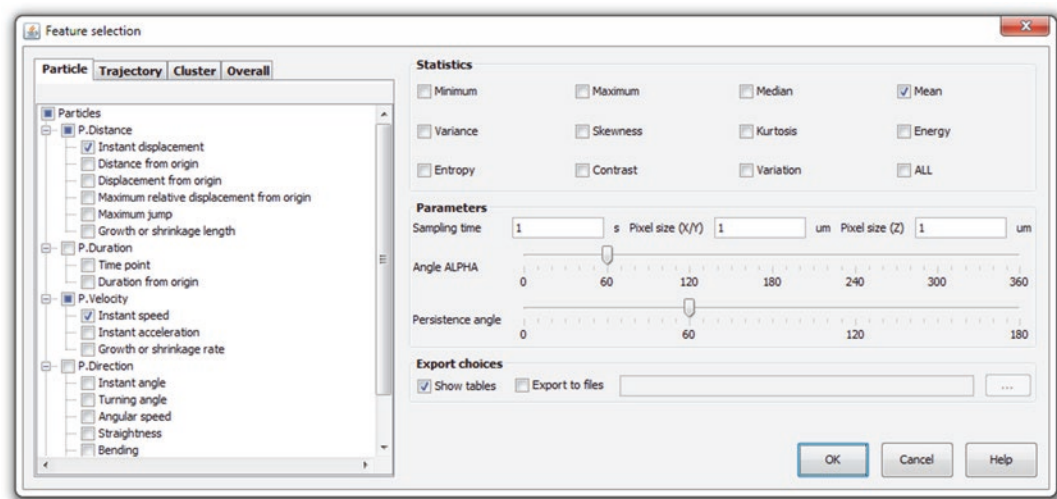 Feature selection
Particle Trajectory Cluster Overall
Particles
P.Distance
Instant displacement
Distance from origin
Displacement from origin
Maximum relative displacement from origin
Maximum jump
Growth or shrinkage length
P.Duration
Time point
Duration from origin
P.Velocity
Instant speed
Instant acceleration
Growth or shrinkage rate
P.Direction
Instant angle
Turning angle
Angular speed
Straightness
Bending
Statistics
Minimum Maximum Median Mean
Variance Skewness Kurtosis Energy
Entropy Contrast Variation ALL
Parameters
Sampling time 1 s Pixel size (X/Y) 1 um Pixel size (Z) 1 um
Angle ALPHA
0 60 120 180 240 300 360
Persistence angle
0 60 120 180
Export choices
Show tables Export to files ...
OK Cancel Help